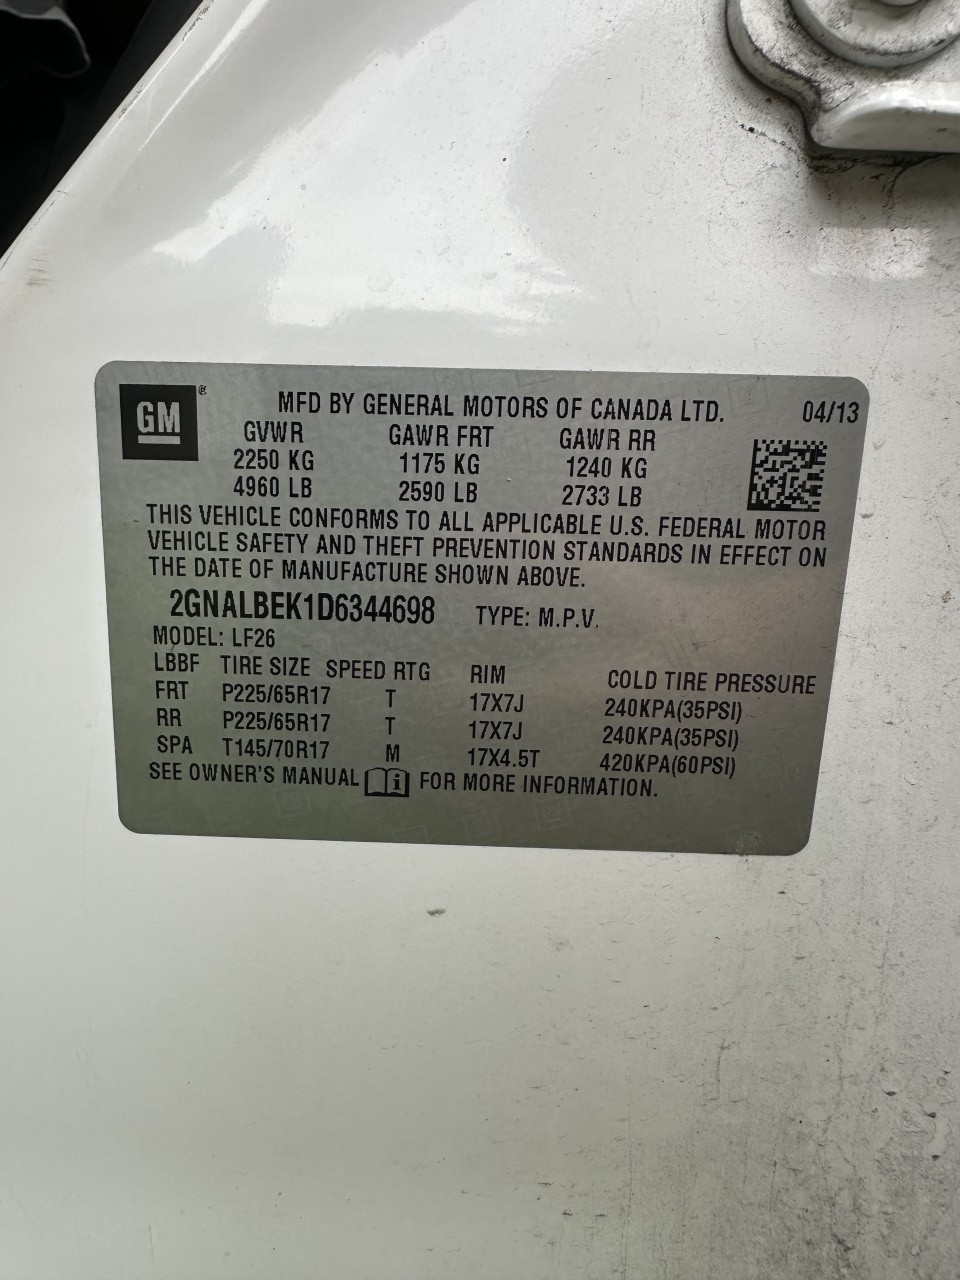 GM ®
MFD BY GENERAL MOTORS OF CANADA LTD. 04/13
GVWR GAWR FRT GAWR RR
2250 KG 1175 KG 1240 KG
4960 LB 2590 LB 2733 LB
THIS VEHICLE CONFORMS TO ALL APPLICABLE U.S. FEDERAL MOTOR
VEHICLE SAFETY AND THEFT PREVENTION STANDARDS IN EFFECT ON
THE DATE OF MANUFACTURE SHOWN ABOVE.
2GNALBEK1D6344698 TYPE: M.P.V.
MODEL: LF26
LBBF TIRE SIZE SPEED RTG RIM COLD TIRE PRESSURE
FRT P225/65R17 T 17X7J 240KPA(35PSI)
RR P225/65R17 T 17X7J 240KPA(35PSI)
SPA T145/70R17 M 17X4.5T 420KPA(60PSI)
SEE OWNER'S MANUAL i FOR MORE INFORMATION.